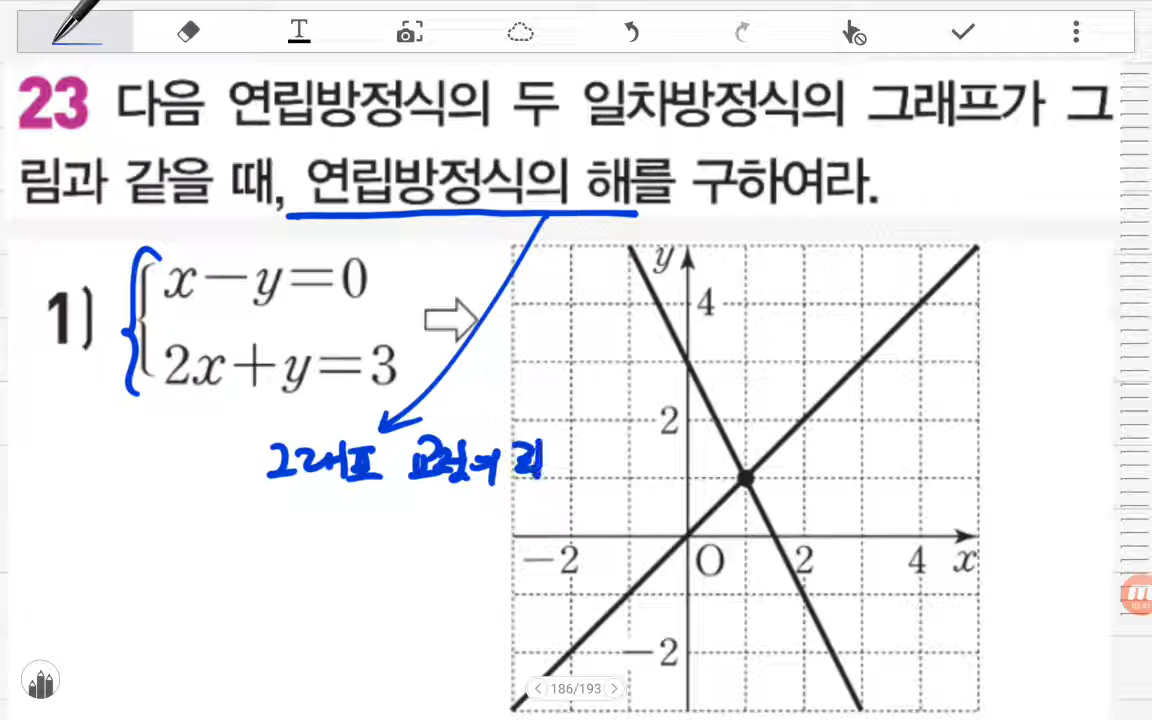 T
23 다음 연립방정식의 두 일차방정식의 그래프가 그
림과 같을 때, 연립방정식의 해를 구하여라.
1) x-y=0
2x+y=3
그래프 교점의
y
4
2
-2 O 2 4 x
-2
186/193